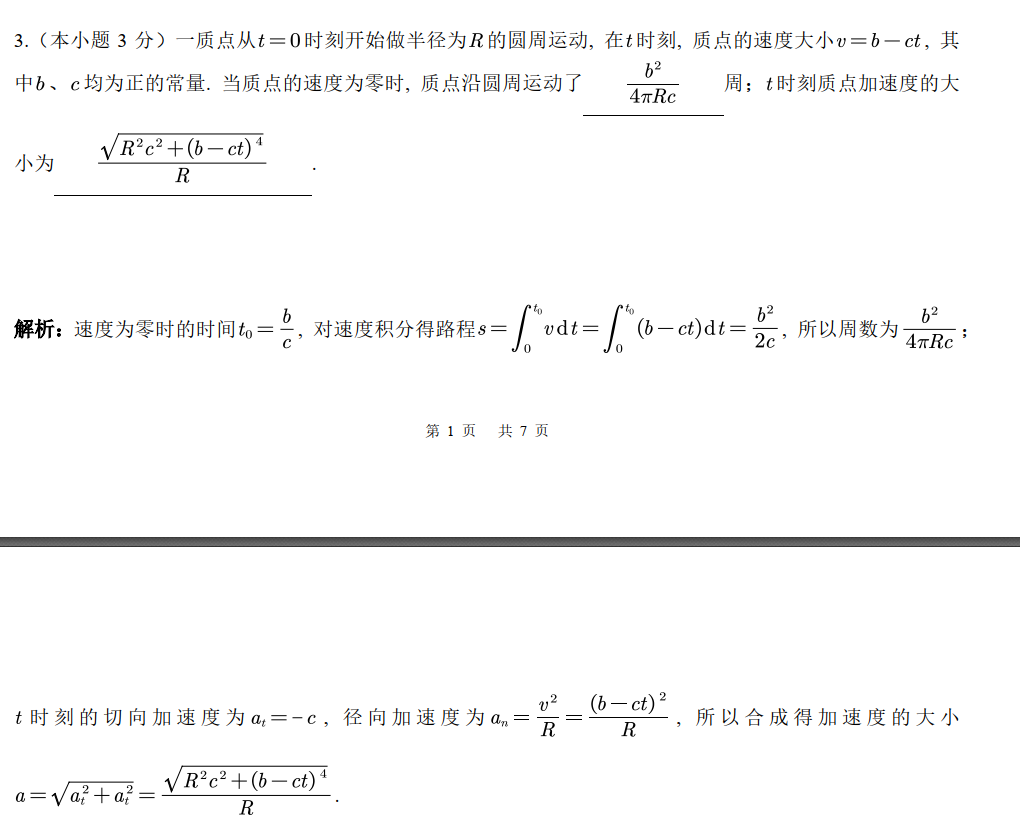 3.（本小题 3 分）一质点从$t=0$时刻开始做半径为$R$的圆周运动, 在$t$时刻, 质点的速度大小$v=b-ct$, 其
中$b$、$c$均为正的常量. 当质点的速度为零时, 质点沿圆周运动了 $\frac{b^2}{4\pi Rc}$ 周；$t$时刻质点加速度的大
小为 $\frac{\sqrt{R^2c^2+(b-ct)^4}}{R}$ .
解析：速度为零时的时间$t_0=\frac{b}{c}$, 对速度积分得路程$s=\int_0^{t_0}v\mathrm{d}t=\int_0^{t_0}(b-ct)\mathrm{d}t=\frac{b^2}{2c}$, 所以周数为$\frac{b^2}{4\pi Rc}$；
第 1 页 共 7 页
$t$时刻的切向加速度为$a_t=-c$, 径向加速度为$a_n=\frac{v^2}{R}=\frac{(b-ct)^2}{R}$, 所以合成得加速度的大小
$a=\sqrt{a_t^2+a_t^2}=\frac{\sqrt{R^2c^2+(b-ct)^4}}{R}$.